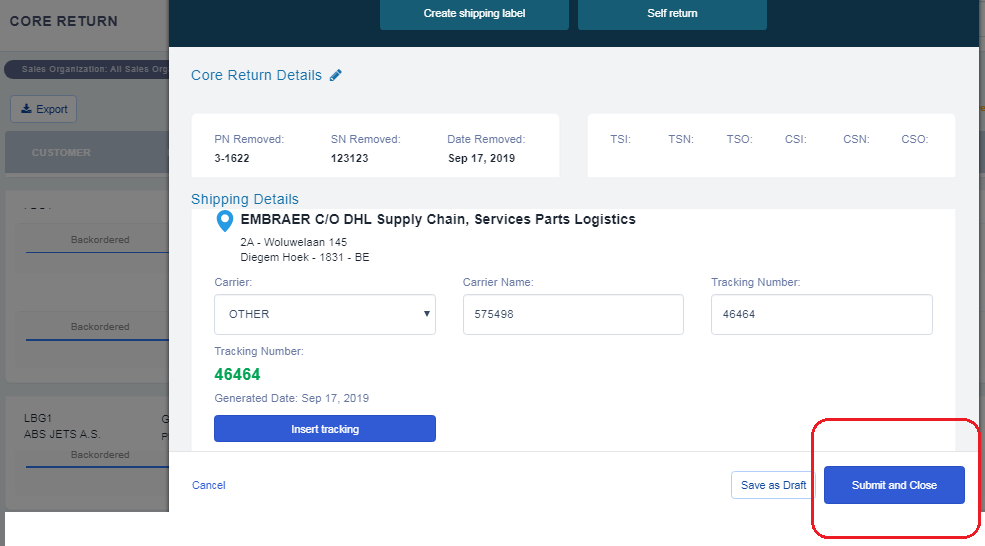 CORE RETURN
Create shipping label
Self return
Sales Organization: All Sales Org
Export
CUSTOMER
Core Return Details
PN Removed:
SN Removed:
Date Removed:
3-1622
123123
Sep 17, 2019
TSI:
TSN:
TSO:
CSI:
CSN:
CSO:
Shipping Details
EMBRAER C/O DHL Supply Chain, Services Parts Logistics
2A - Woluwelaan 145
Diegem Hoek - 1831 - BE
Backordered
Carrier:
Carrier Name:
Tracking Number:
OTHER
575498
46464
Backordered
Tracking Number:
46464
Generated Date: Sep 17, 2019
Insert tracking
LBG1
ABS JETS A.S.
Backordered
Cancel
Save as Draft
Submit and Close